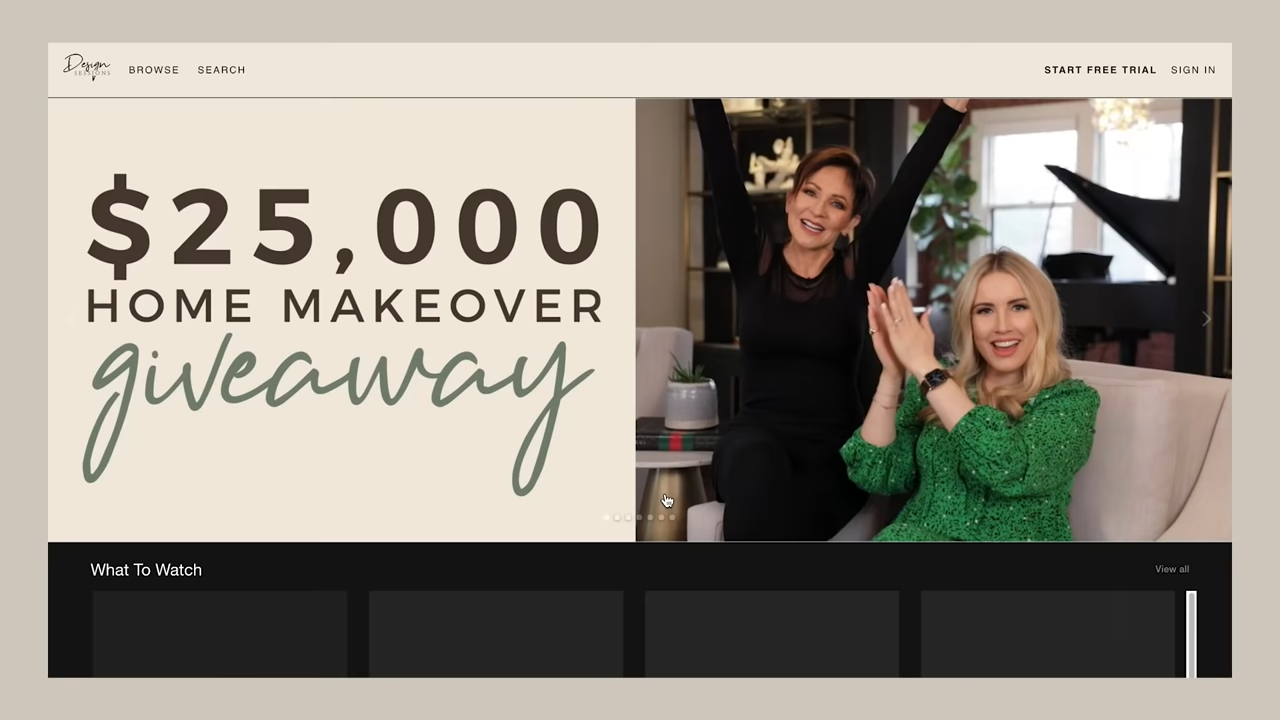 Design
SESSIONS
BROWSE
SEARCH
START FREE TRIAL
SIGN IN
$25,000
HOME MAKEOVER
giveaway
What To Watch
View all